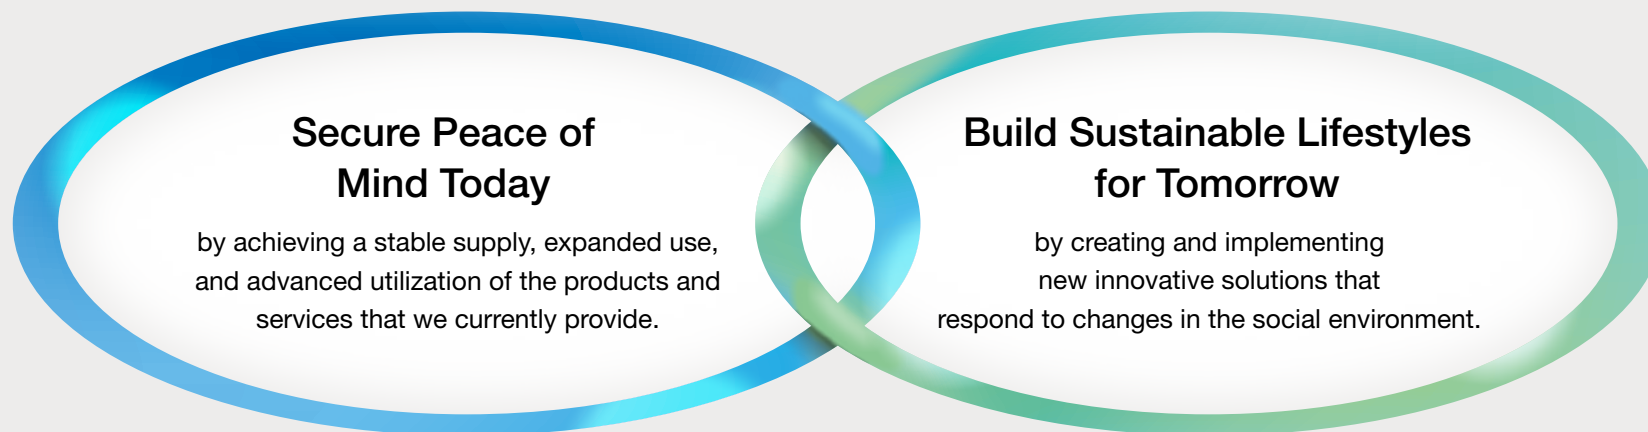 Secure Peace of
Mind Today
by achieving a stable supply, expanded use,
and advanced utilization of the products and
services that we currently provide.
Build Sustainable Lifestyles
for Tomorrow
by creating and implementing
new innovative solutions that
respond to changes in the social environment.